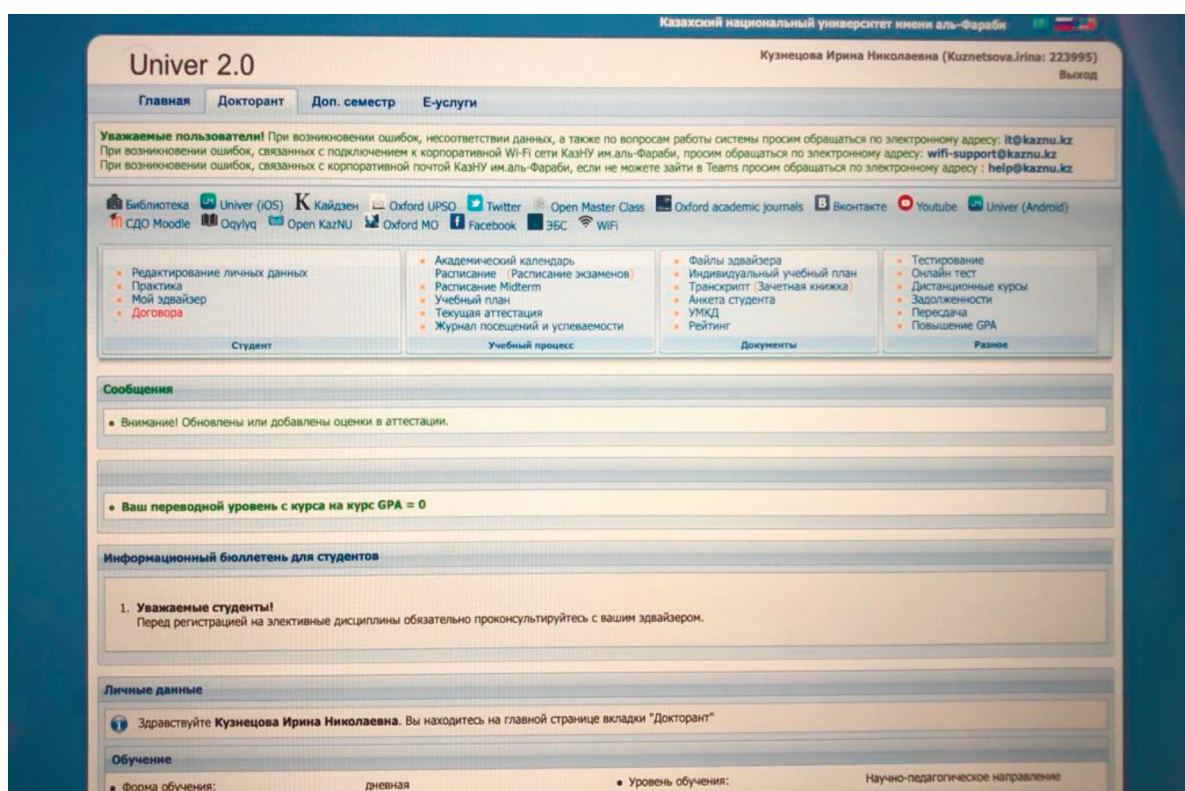 Казахский национальный университет имени аль-Фараби
Univer 2.0
Кузнецова Ирина Николаевна (Kuznetsova.irina: 223995)
Выход
Главная Докторант Доп. семестр Е-услуги
Уважаемые пользователи! При возникновении ошибок, несоответствии данных, а также по вопросам работы системы просим обращаться по электронному адресу: it@kaznu.kz
При возникновении ошибок, связанных с подключением к корпоративной Wi-Fi сети КазНУ им.аль-Фараби, просим обращаться по электронному адресу: wifi-support@kaznu.kz
При возникновении ошибок, связанных с корпоративной почтой КазНУ им.аль-Фараби, если не можете зайти в Teams просим обращаться по электронному адресу : help@kaznu.kz
Библиотека Univer (iOS) K Кайдзен Oxford UPSO Twitter Open Master Class Oxford academic journals Вконтакте Youtube Univer (Android)
СДО Moodle Oqylyq Open KazNU Oxford MO Facebook ЭБС WiFi
Редактирование личных данных
Практика
Мой эдвайзер
Договора
Студент
Академический календарь
Расписание (Расписание экзаменов)
Расписание Midterm
Учебный план
Текущая аттестация
Журнал посещений и успеваемости
Учебный процесс
Файлы эдвайзера
Индивидуальный учебный план
Транскрипт (Зачетная книжка)
Анкета студента
УМКД
Рейтинг
Документы
Тестирование
Онлайн тест
Дистанционные курсы
Задолженности
Пересдача
Повышение GPA
Разное
Сообщения
• Внимание! Обновлены или добавлены оценки в аттестации.
• Ваш переводной уровень с курса на курс GPA = 0
Информационный бюллетень для студентов
1. Уважаемые студенты!
Перед регистрацией на элективные дисциплины обязательно проконсультируйтесь с вашим эдвайзером.
Личные данные
Здравствуйте Кузнецова Ирина Николаевна. Вы находитесь на главной странице вкладки "Докторант"
Обучение
• Форма обучения: дневная • Уровень обучения: Научно-педагогическое направление